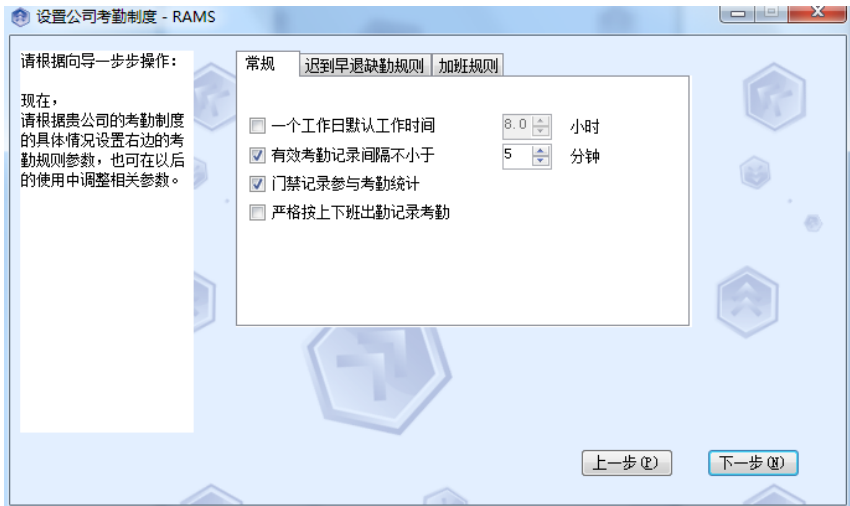 设置公司考勤制度 - RAMS
请根据向导一步步操作：
现在，
请根据贵公司的考勤制度
的具体情况设置右边的考
勤规则参数，也可在以后
的使用中调整相关参数。
常规 迟到早退缺勤规则 加班规则
一个工作日默认工作时间 8.0 小时
有效考勤记录间隔不小于 5 分钟
门禁记录参与考勤统计
严格按上下班出勤记录考勤
上一步(P) 下一步(N)